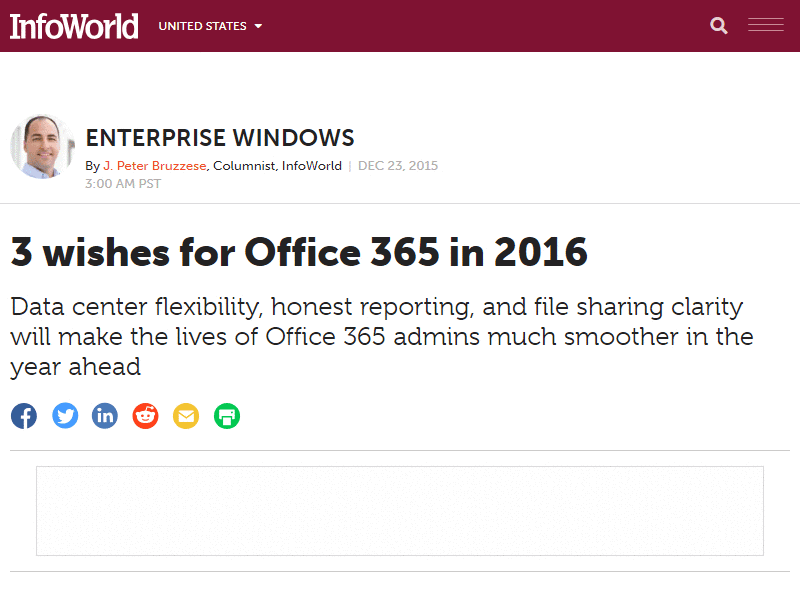 InfoWorld
UNITED STATES
ENTERPRISE WINDOWS
By J. Peter Bruzzese, Columnist, InfoWorld | DEC 23, 2015
3:00 AM PST
3 wishes for Office 365 in 2016
Data center flexibility, honest reporting, and file sharing clarity
will make the lives of Office 365 admins much smoother in the
year ahead